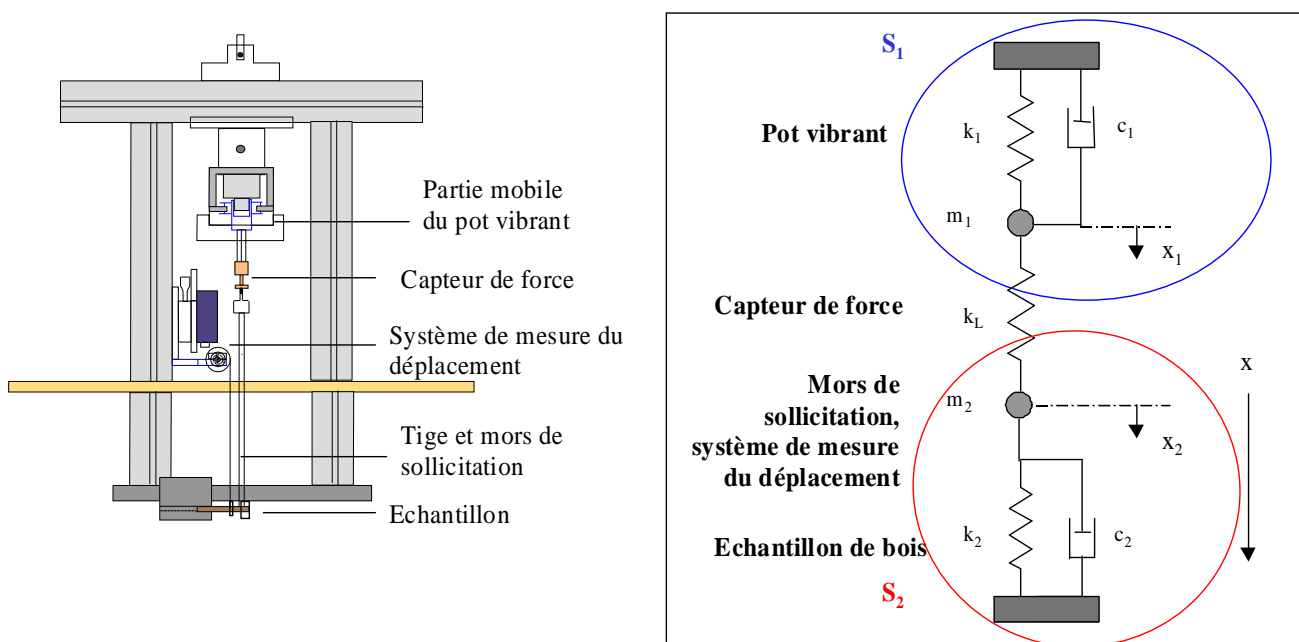 Partie mobile
du pot vibrant
Capteur de force
Système de mesure du
déplacement
Tige et mors de
sollicitation
Echantillon
S1
Pot vibrant
k1
c1
m1
x1
Capteur de force
kL
Mors de
sollicitation,
système de mesure
du déplacement
m2
x2
x
Echantillon de bois
k2
c2
S2